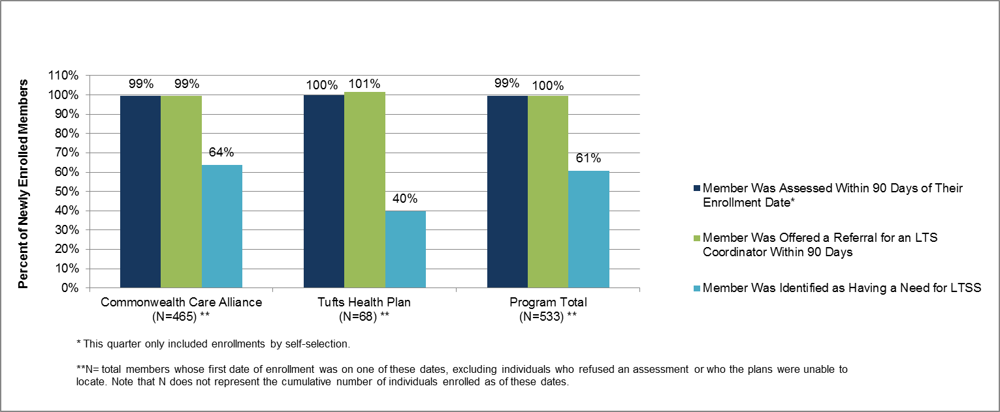 Percent of Newly Enrolled Members
110%
100%
90%
80%
70%
60%
50%
40%
30%
20%
10%
0%
99%
99%
64%
100%
101%
40%
99%
100%
61%
Commonwealth Care Alliance
(N=465) **
Tufts Health Plan
(N=68) **
Program Total
(N=533) **
Member Was Assessed Within 90 Days of Their
Enrollment Date*
Member Was Offered a Referral for an LTS
Coordinator Within 90 Days
Member Was Identified as Having a Need for LTSS
* This quarter only included enrollments by self-selection.
**N= total members whose first date of enrollment was on one of these dates, excluding individuals who refused an assessment or who the plans were unable to
locate. Note that N does not represent the cumulative number of individuals enrolled as of these dates.